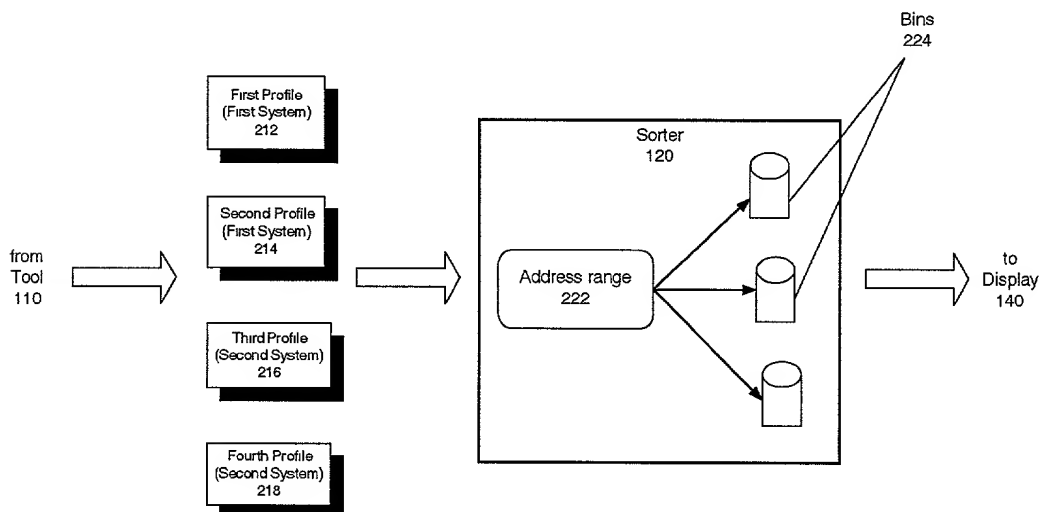 Bins
224
First Profile
(First System)
212
Sorter
120
Second Profile
(First System)
214
from
Tool
110
Address range
222
to
Display
140
Third Profile
(Second System)
216
Fourth Profile
(Second System)
218